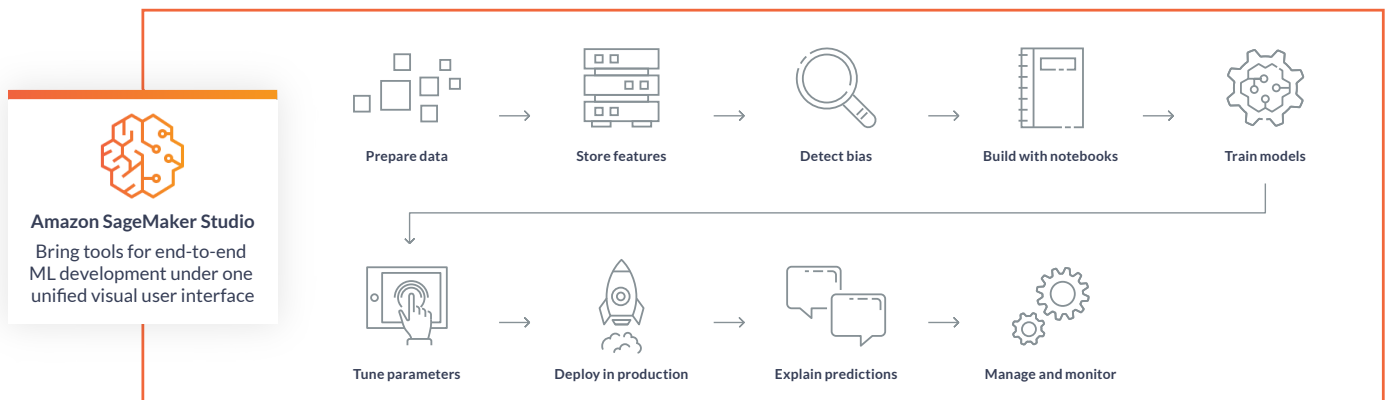 Prepare data
Store features
Detect bias
Build with notebooks
Train models
Amazon SageMaker Studio
Bring tools for end-to-end
ML development under one
unified visual user interface
Tune parameters
Deploy in production
Explain predictions
Manage and monitor